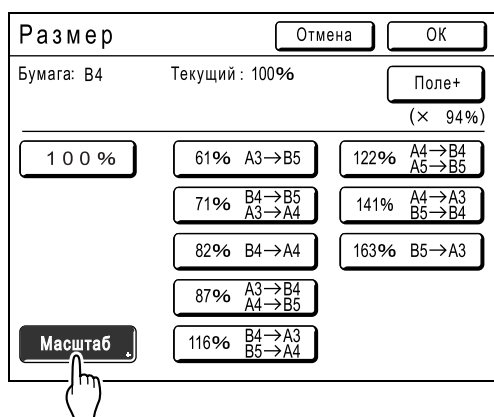 Размер
Отмена
OK
Бумага: B4
Текущий : 100%
Поле+
(× 94%)
100%
61% A3→B5
122% A4→B4
A5→B5
71% B4→B5
A3→A4
141% A4→A3
B5→B4
82% B4→A4
163% B5→A3
87% A3→B4
A4→B5
Масштаб
116% B4→A3
B5→A4